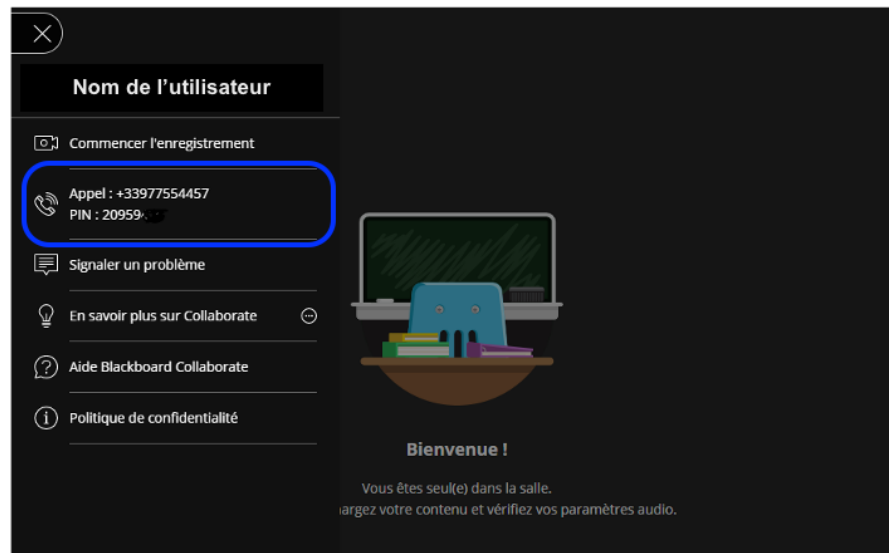 Nom de l'utilisateur
Commencer l'enregistrement
Appel : +33977554457
PIN : 20959
Signaler un problème
En savoir plus sur Collaborate
Aide Blackboard Collaborate
Politique de confidentialité
Bienvenue !
Vous êtes seul(e) dans la salle.
votre contenu et vérifiez vos paramètres audio.